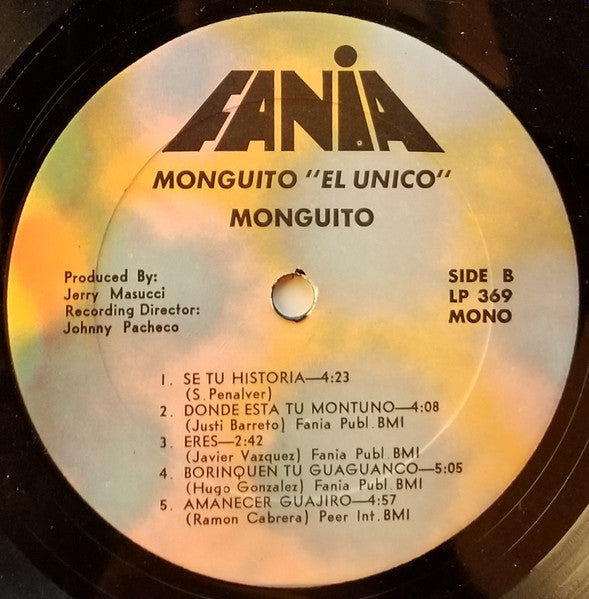 FANIA
MONGUITO "EL UNICO"
MONGUITO
Produced By:
Jerry Masucci
Recording Director:
Johnny Pacheco
SIDE B
LP 369
MONO
1. SE TU HISTORIA—4:23
(S. Penalver)
2. DONDE ESTA TU MONTUNO—4:08
(Justi Barreto) Fania Publ. BMI
3. ERES—2:42
(Javier Vazquez) Fania Publ. BMI
4. BORINQUEN TU GUAGUANCO—5:05
(Hugo Gonzalez) Fania Publ. BMI
5. AMANECER GUAJIRO—4:57
(Ramon Cabrera) Peer Int. BMI